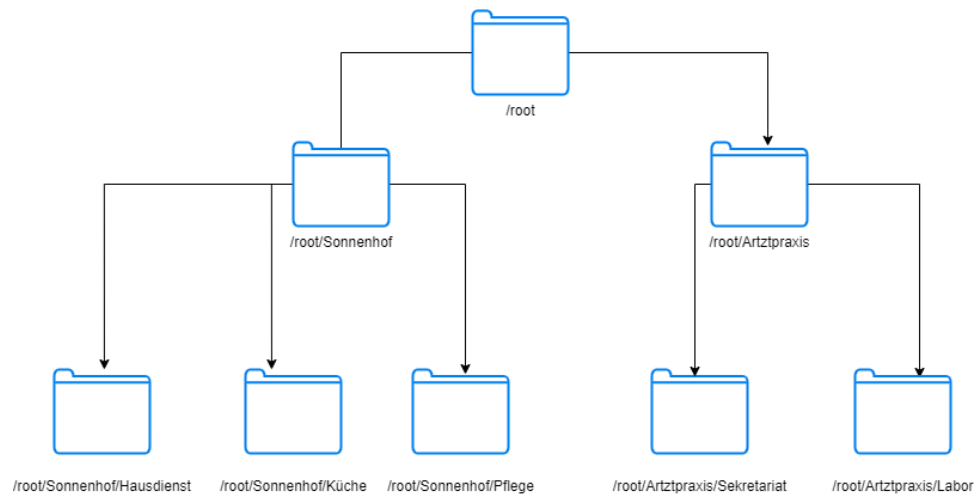 /root
/root/Sonnenhof
/root/Artztpraxis
/root/Sonnenhof/Hausdienst
/root/Sonnenhof/Küche
/root/Sonnenhof/Pflege
/root/Artztpraxis/Sekretariat
/root/Artztpraxis/Labor